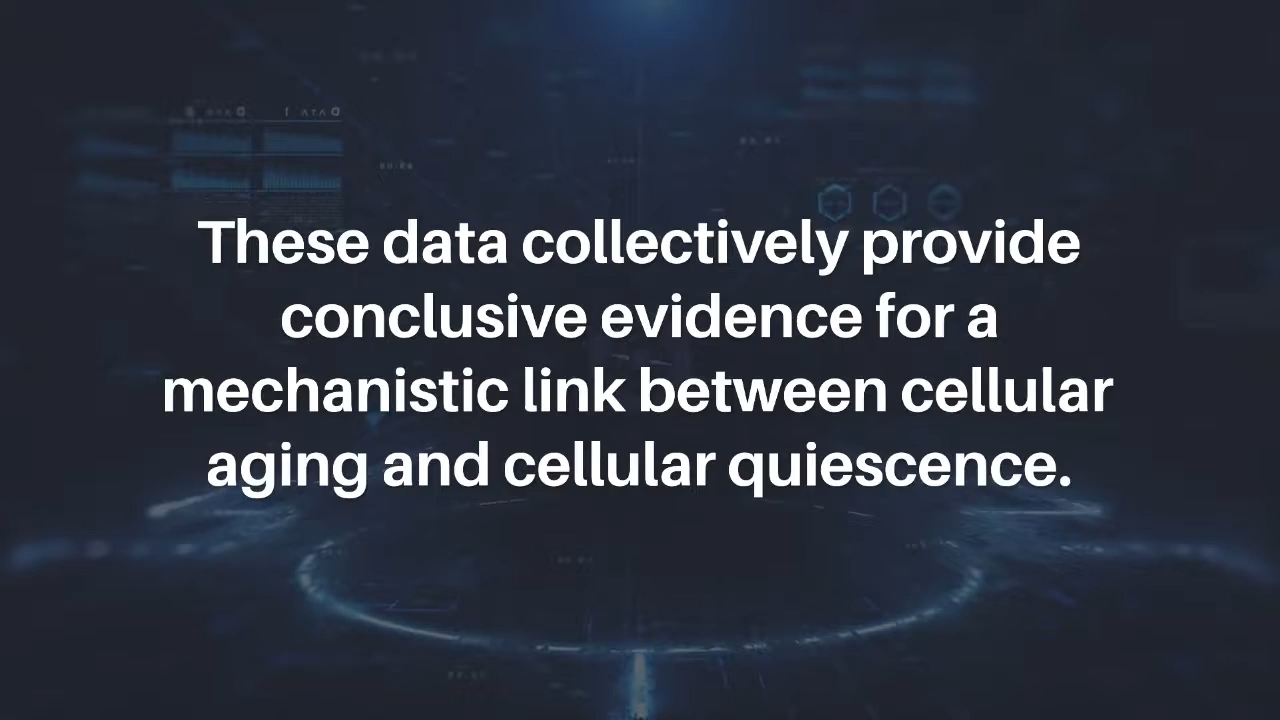 These data collectively provide
conclusive evidence for a
mechanistic link between cellular
aging and cellular quiescence.